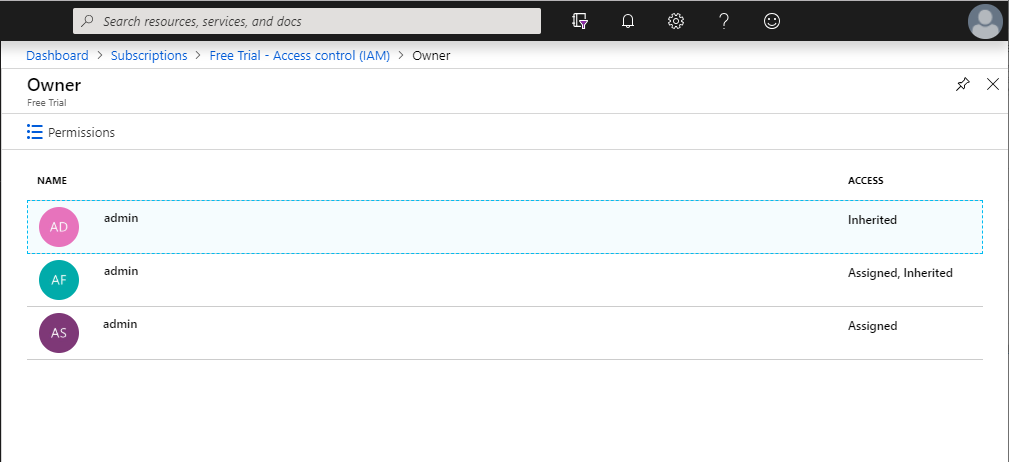 Search resources, services, and docs
Dashboard > Subscriptions > Free Trial - Access control (IAM) > Owner
Owner
Free Trial
Permissions
NAME ACCESS
AD admin Inherited
AF admin Assigned, Inherited
AS admin Assigned